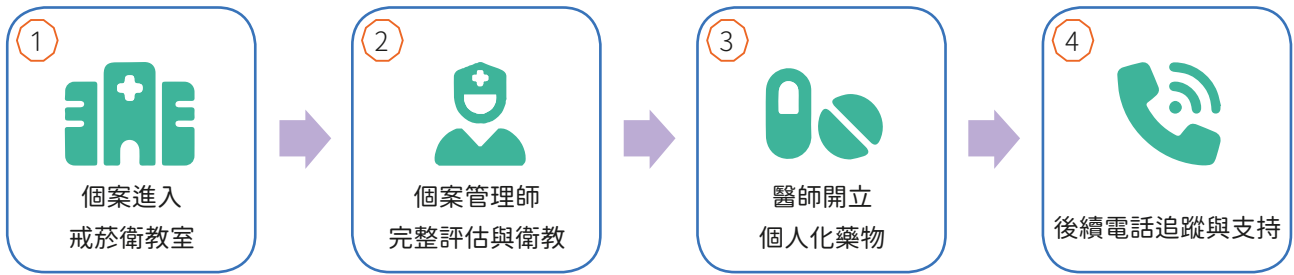 1
個案進入
戒菸衛教室
2
個案管理師
完整評估與衛教
3
醫師開立
個人化藥物
4
後續電話追蹤與支持